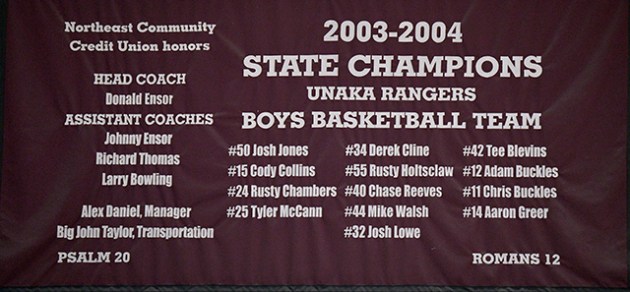 Northeast Community
Credit Union honors
HEAD COACH
Donald Ensor
ASSISTANT COACHES
Johnny Ensor
Richard Thomas
Larry Bowling
Alex Daniel, Manager
Big John Taylor, Transportation
PSALM 20
2003-2004
STATE CHAMPIONS
UNAKA RANGERS
BOYS BASKETBALL TEAM
#50 Josh Jones
#15 Cody Collins
#24 Rusty Chambers
#25 Tyler McCann
#34 Derek Cline
#55 Rusty Holtsclaw
#40 Chase Reeves
#44 Mike Walsh
#32 Josh Lowe
#42 Tee Blevins
#12 Adam Buckles
#11 Chris Buckles
#14 Aaron Greer
ROMANS 12